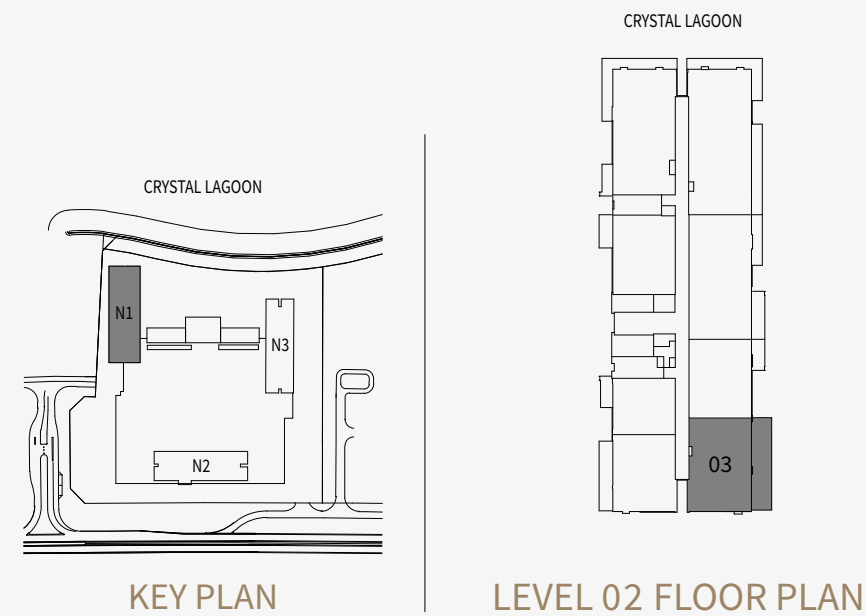 CRYSTAL LAGOON
N1
N3
N2
KEY PLAN
CRYSTAL LAGOON
03
LEVEL 02 FLOOR PLAN